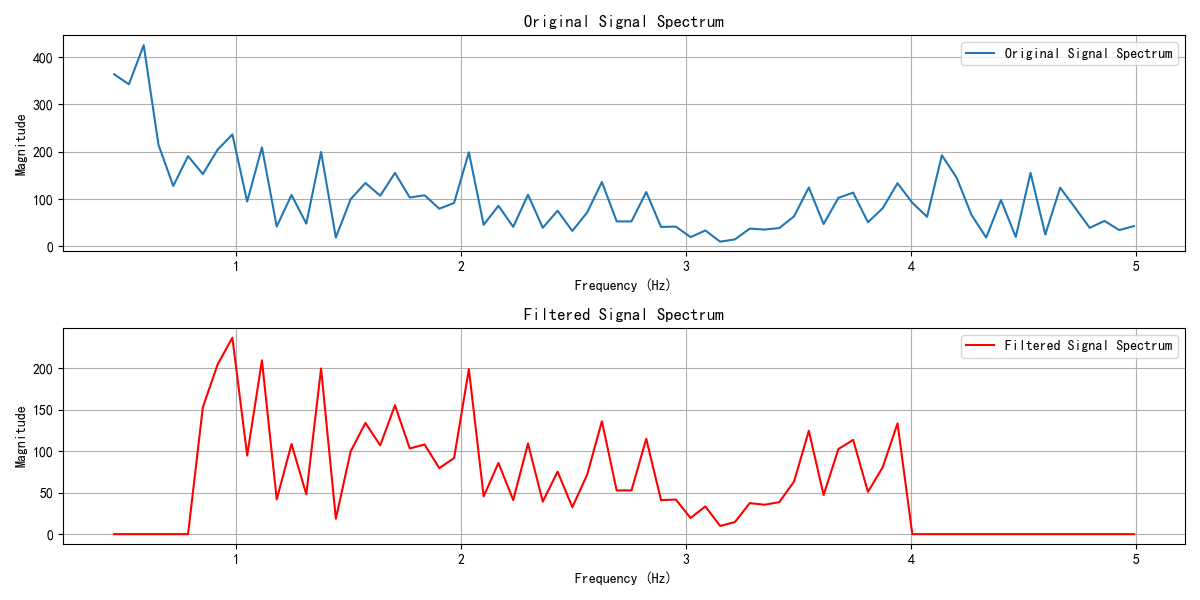 Original Signal Spectrum
400
300
200
100
0
Magnitude
Original Signal Spectrum
1 2 3 4 5
Frequency (Hz)
Filtered Signal Spectrum
200
150
100
50
0
Magnitude
Filtered Signal Spectrum
1 2 3 4 5
Frequency (Hz)